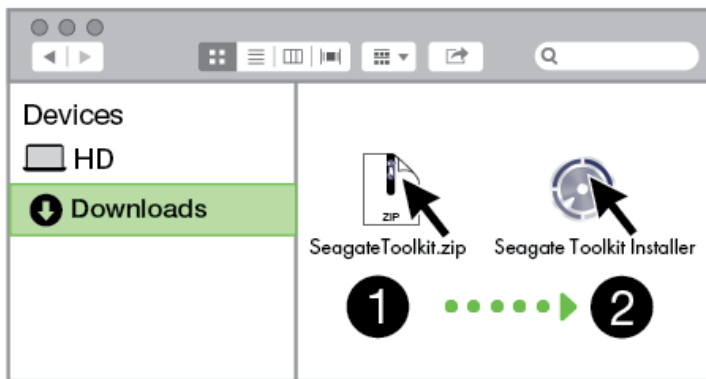 Devices
HD
Downloads
ZIP
SeagateToolkit.zip
Seagate Toolkit Installer
1
2